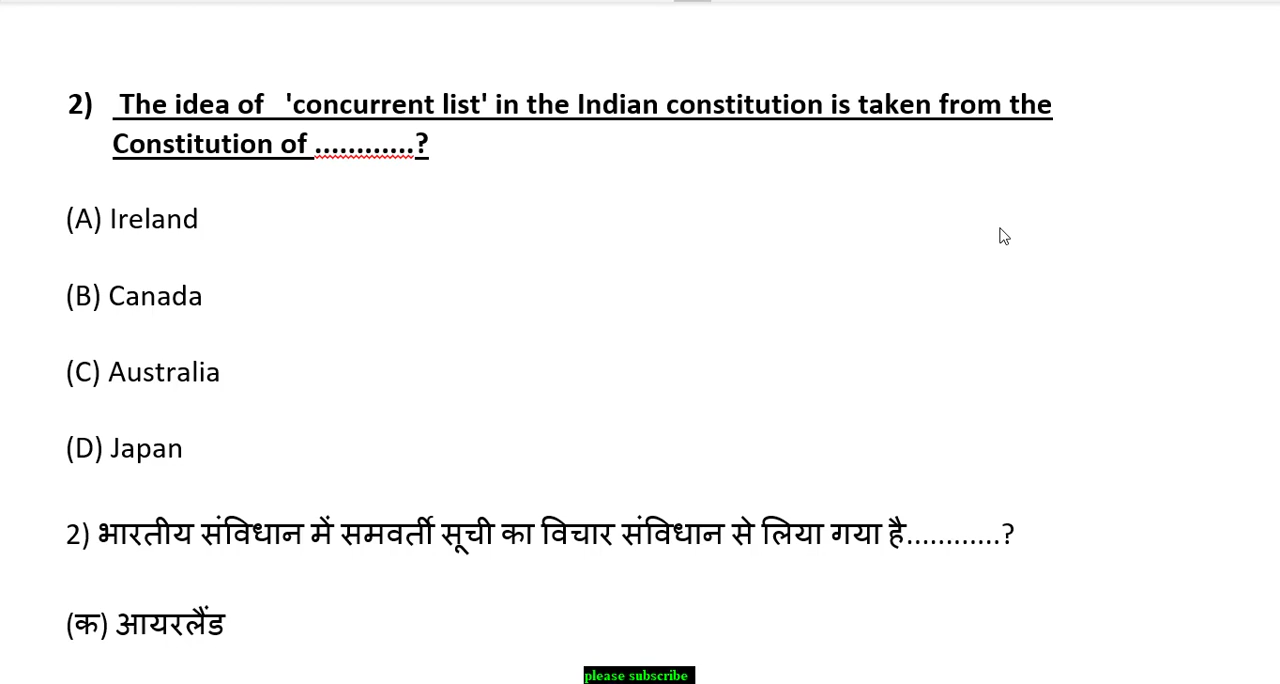 2) The idea of 'concurrent list' in the Indian constitution is taken from the
Constitution of ............?
(A) Ireland
(B) Canada
(C) Australia
(D) Japan
2) भारतीय संविधान में समवर्ती सूची का विचार संविधान से लिया गया है............?
(क) आयरलैंड
please subscribe